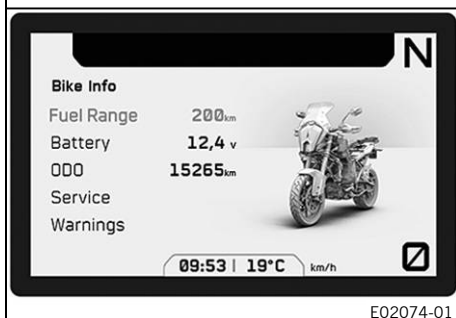 N
Bike Info
Fuel Range 200km
Battery 12,4 v
ODO 15265km
Service
Warnings
0
09:53 | 19°C km/h
E02074-01